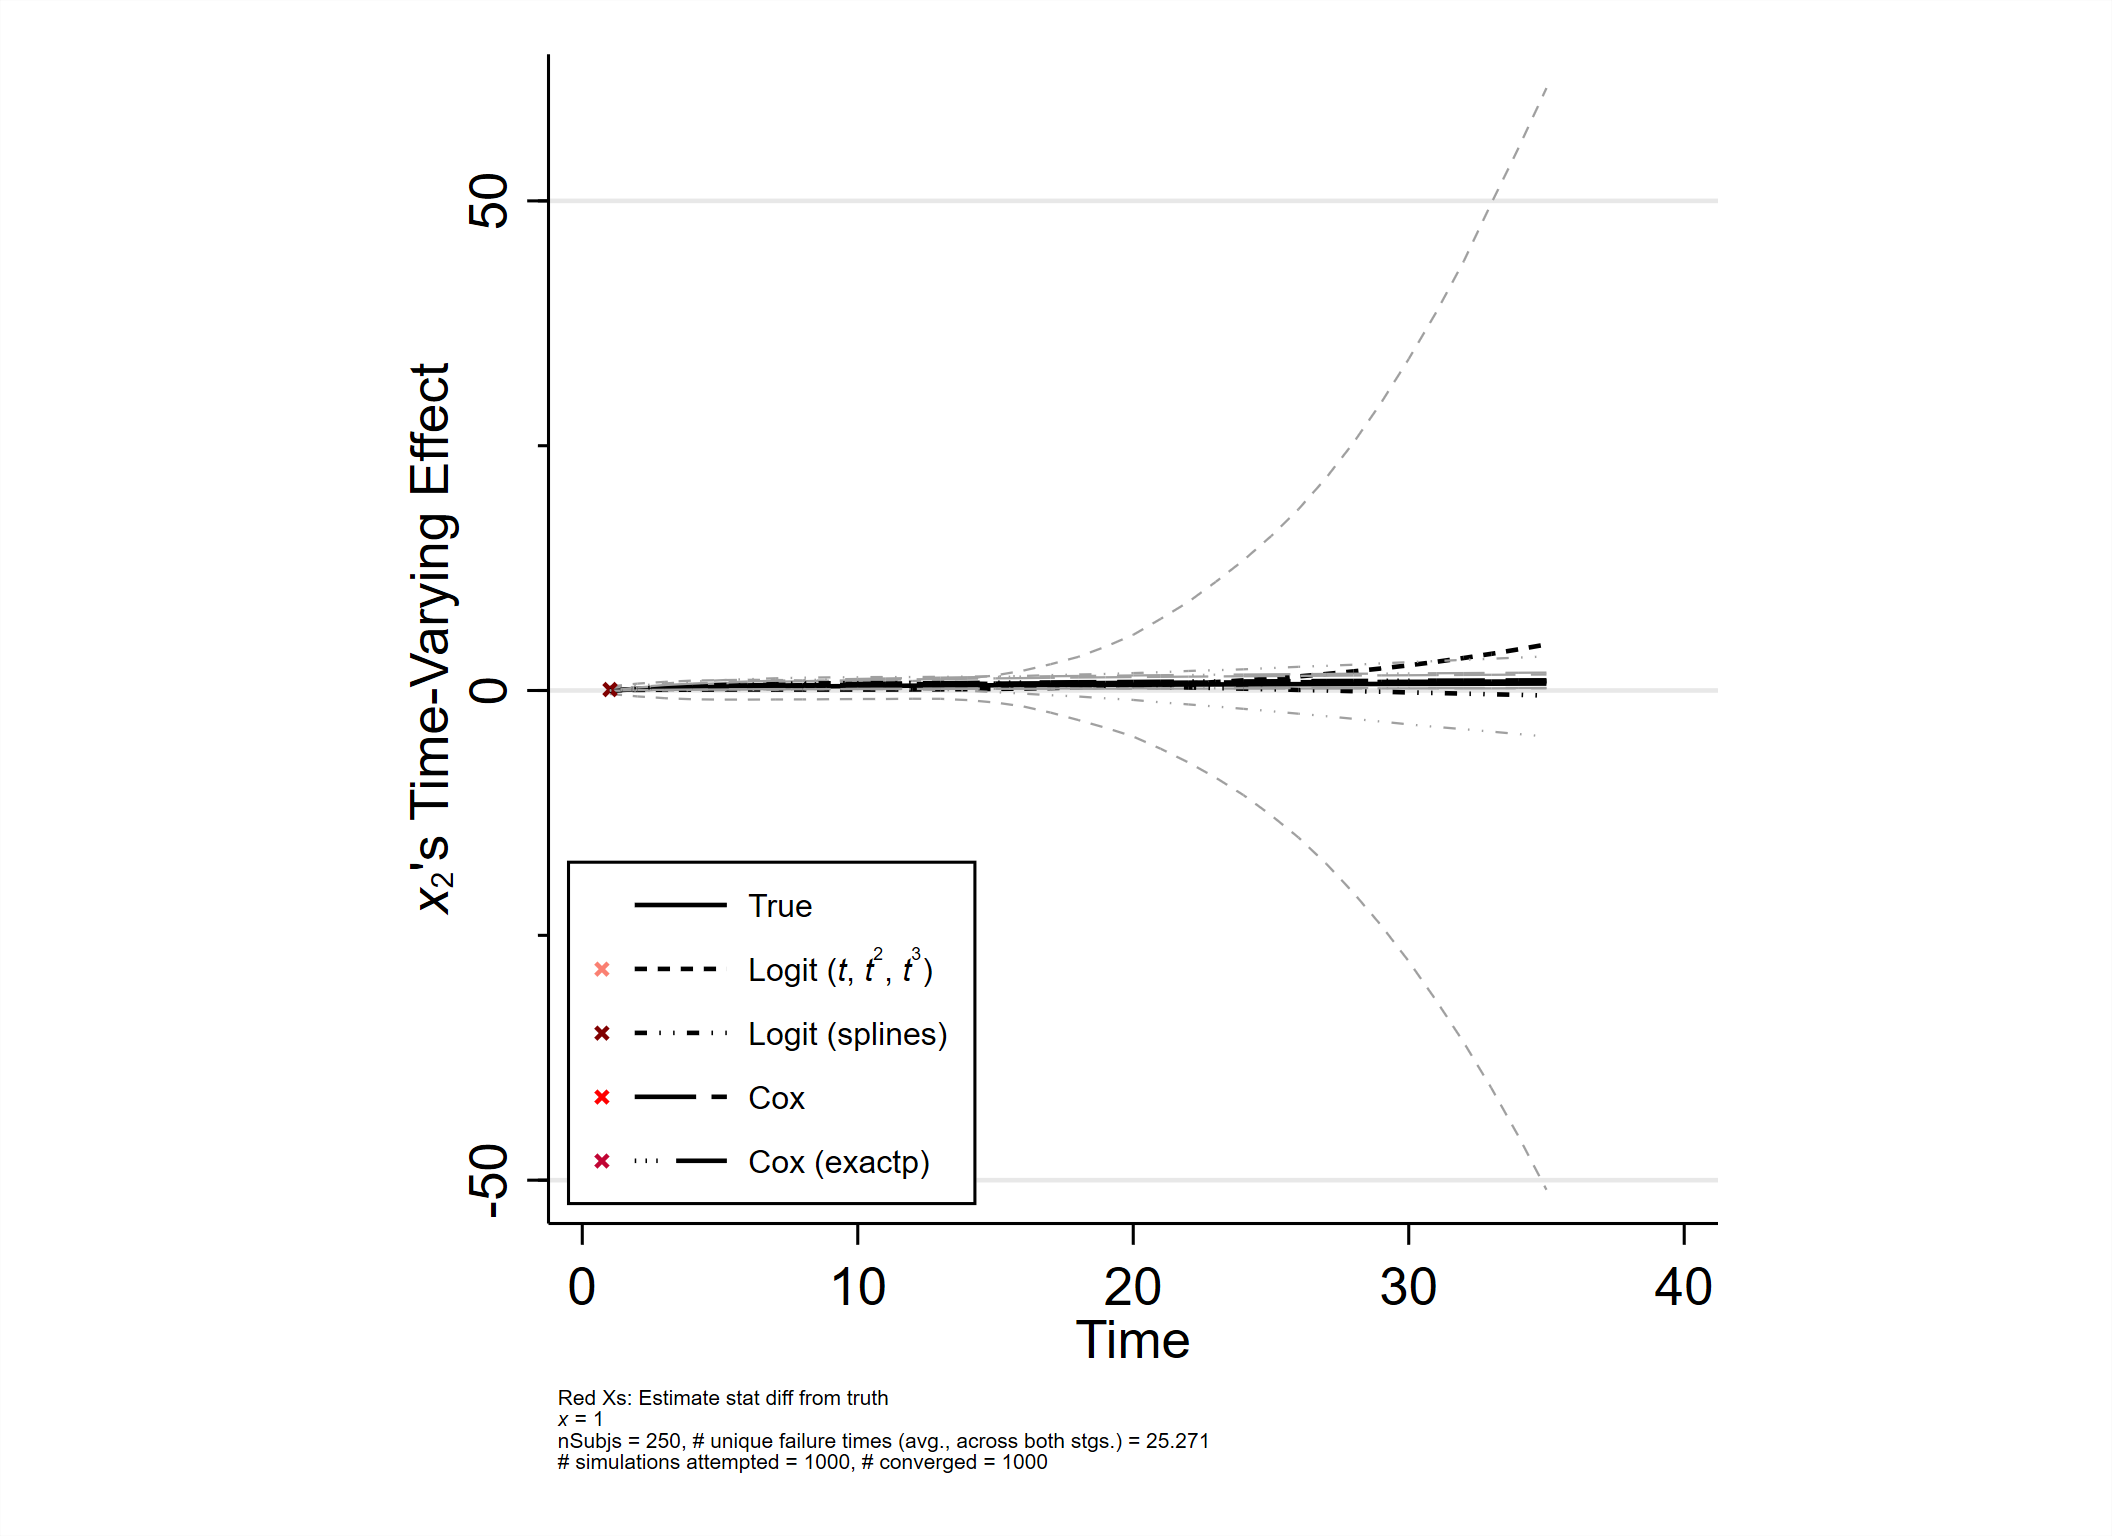 x₂'s Time-Varying Effect
50
0
-50
True
Logit (t, t², t³)
Logit (splines)
Cox
Cox (exactp)
0 10 20 30 40
Time
Red Xs: Estimate stat diff from truth
x = 1
nSubjs = 250, # unique failure times (avg., across both stgs.) = 25.271
# simulations attempted = 1000, # converged = 1000